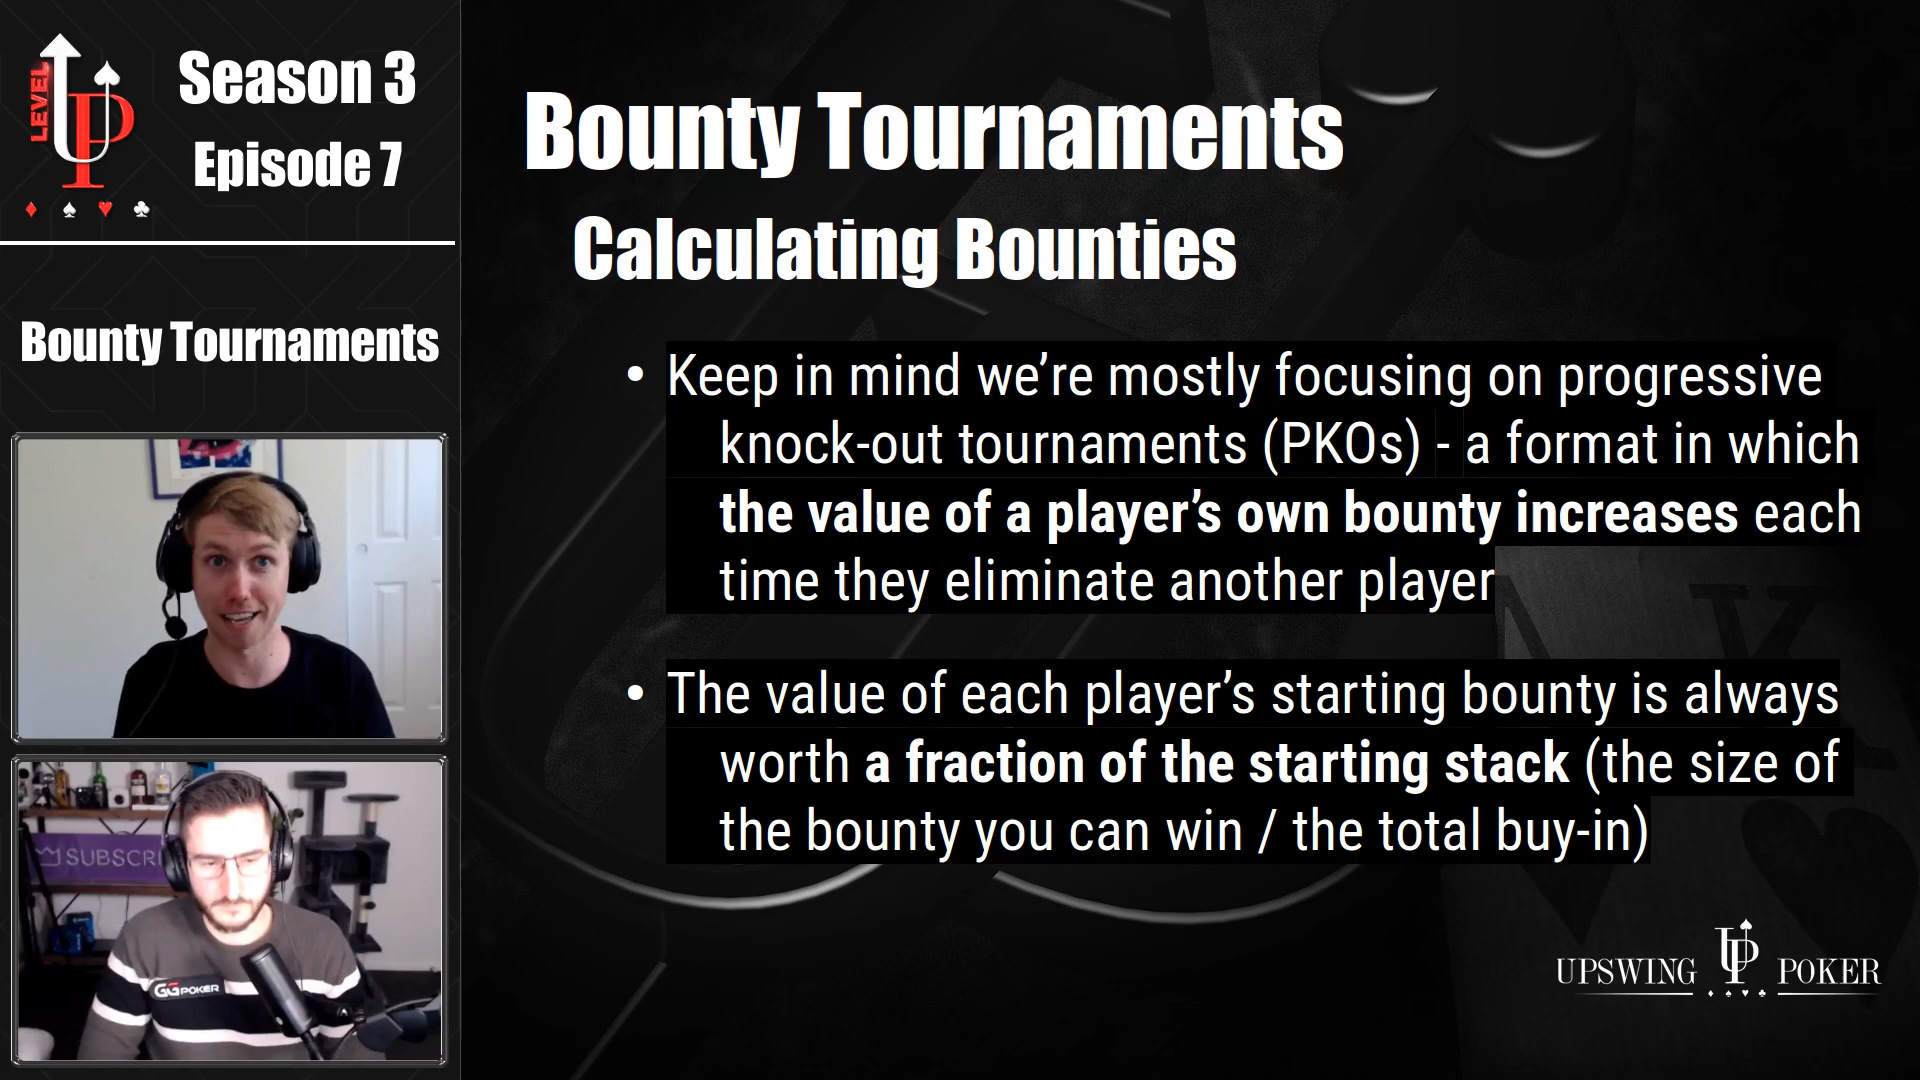 LEVEL
UP
Season 3
Episode 7
Bounty Tournaments
SUBSCRI
GGPOKER
Bounty Tournaments
Calculating Bounties
• Keep in mind we’re mostly focusing on progressive
knock-out tournaments (PKOs) - a format in which
the value of a player’s own bounty increases each
time they eliminate another player
• The value of each player’s starting bounty is always
worth a fraction of the starting stack (the size of
the bounty you can win / the total buy-in)
UPSWING UP POKER